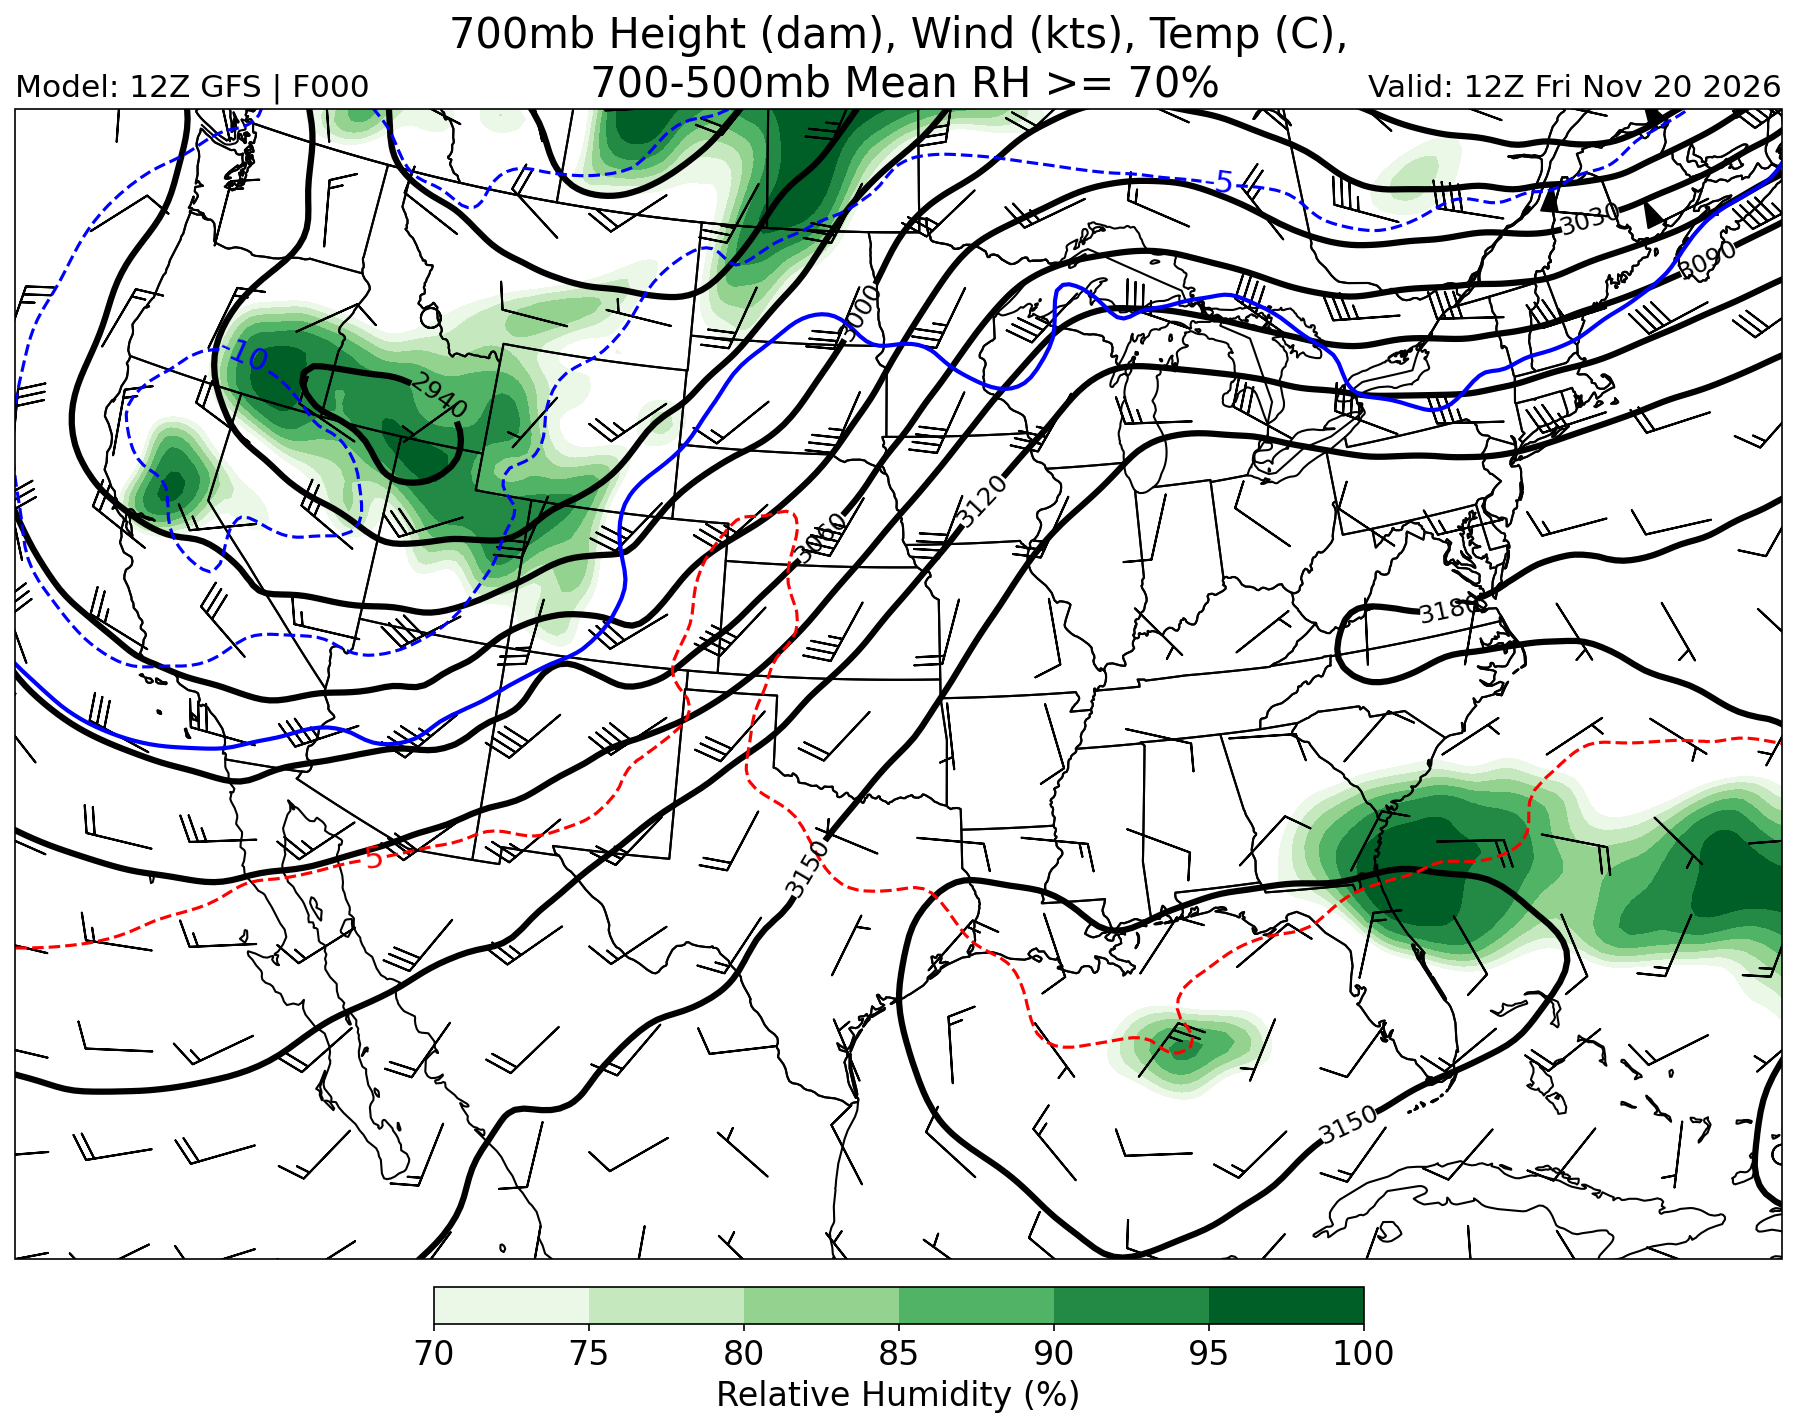 700mb Height (dam), Wind (kts), Temp (C),
700-500mb Mean RH >= 70%
Model: 12Z GFS | F000
Valid: 12Z Fri Nov 20 2026
-5
3030
3090
3000
-10
2940
3120
3060
3180
5
3150
3150
70 75 80 85 90 95 100
Relative Humidity (%)